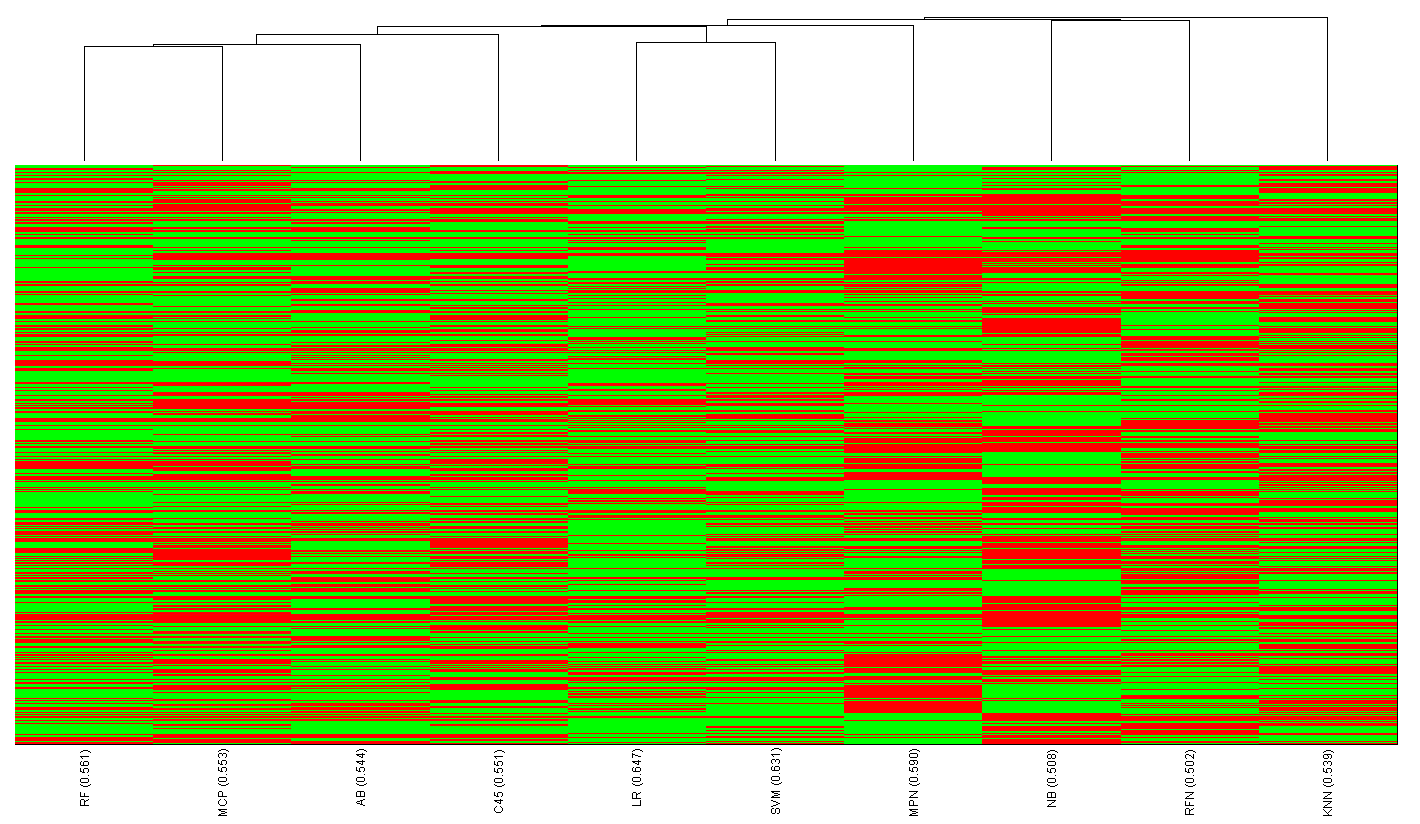 RF (0.561)
MCP (0.553)
AB (0.544)
C45 (0.551)
LR (0.647)
SVM (0.631)
MPN (0.590)
NB (0.508)
RFN (0.502)
KNN (0.539)